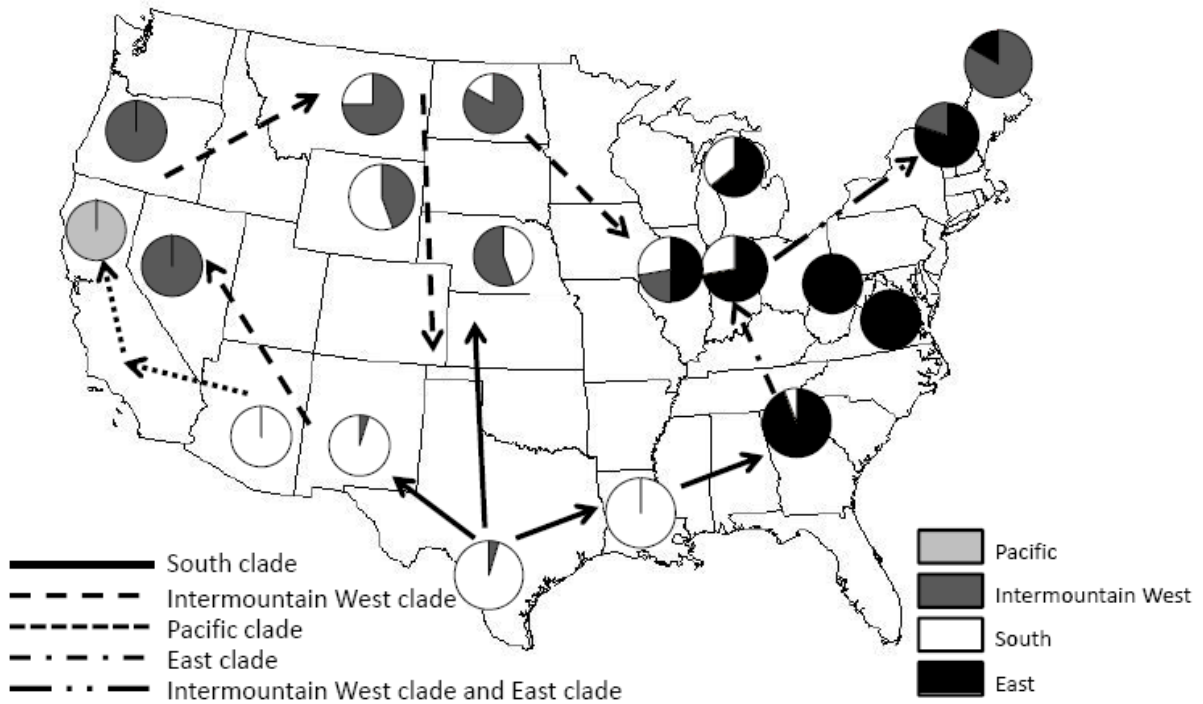 South clade
Intermountain West clade
Pacific clade
East clade
Intermountain West clade and East clade
Pacific
Intermountain West
South
East